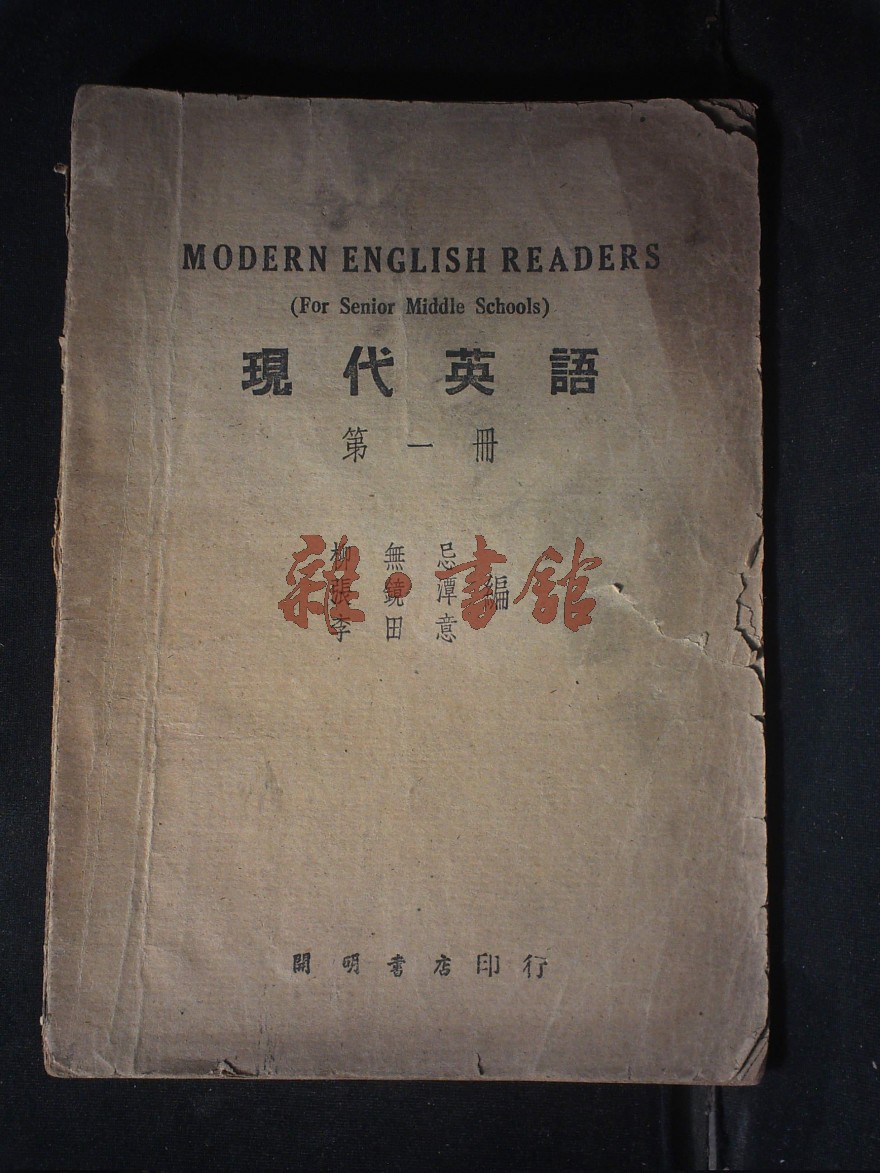 MODERN ENGLISH READERS
(For Senior Middle Schools)
現代英語
第一冊
柳無忌
張鏡潭 編
李田意
雜·書館
開明書店印行